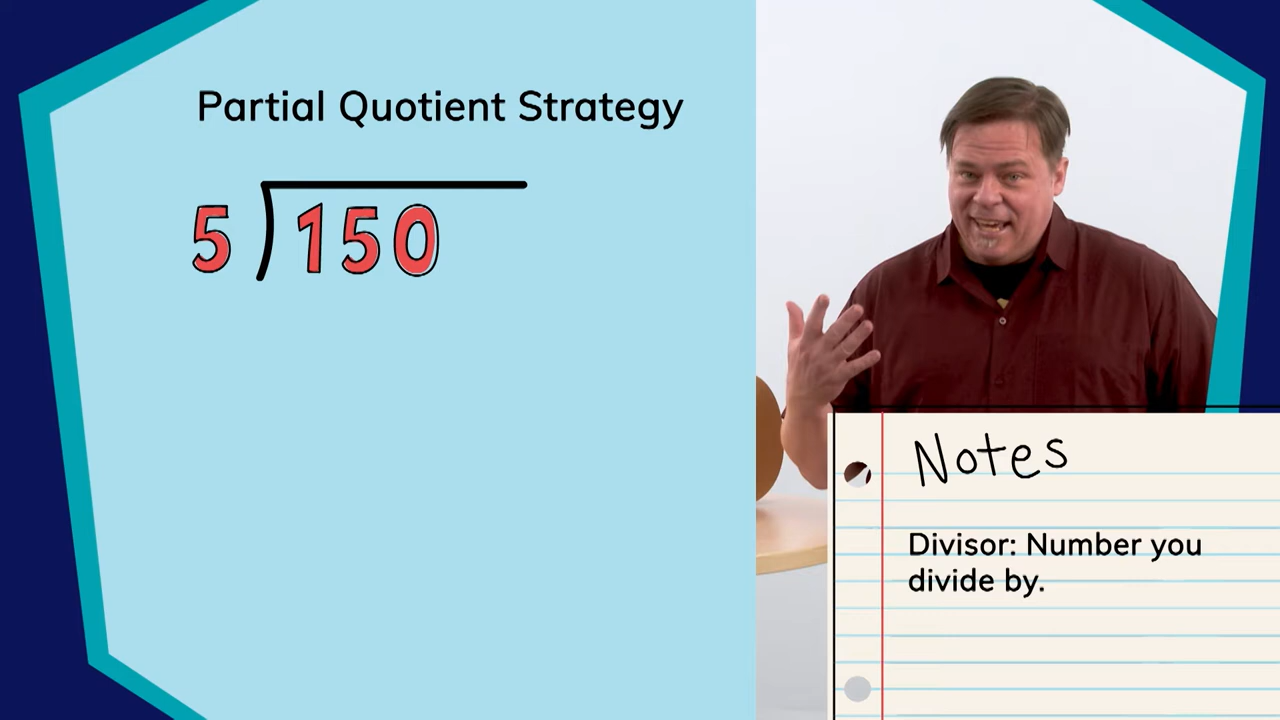 Partial Quotient Strategy
5 ) 150
Notes
Divisor: Number you
divide by.